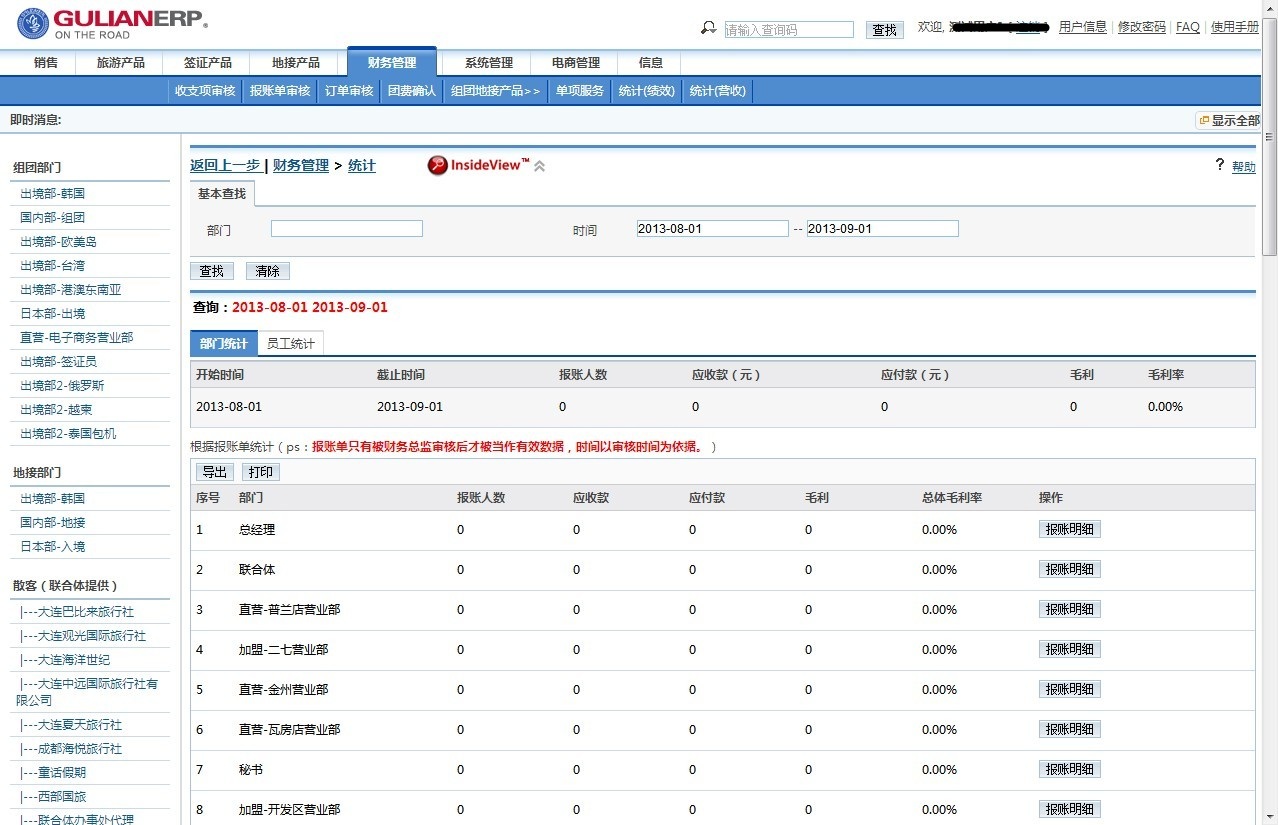 GULIANERP®
ON THE ROAD
请输入查询码 查找 欢迎, 用户信息 | 修改密码 | FAQ | 使用手册
销售 旅游产品 签证产品 地接产品 财务管理 系统管理 电商管理 信息
收支项审核 报账单审核 订单审核 团费确认 组团地接产品>> 单项服务 统计(绩效) 统计(营收)
即时消息: 显示全部
组团部门
出境部-韩国
国内部-组团
出境部-欧美岛
出境部-台湾
出境部-港澳东南亚
日本部-出境
直营-电子商务营业部
出境部-签证员
出境部2-俄罗斯
出境部2-越柬
出境部2-泰国包机
地接部门
出境部-韩国
国内部-地接
日本部-入境
散客（联合体提供）
|---大连巴比来旅行社
|---大连观光国际旅行社
|---大连海洋世纪
|---大连中远国际旅行社有
限公司
|---大连夏天旅行社
|---成都海悦旅行社
|---童话假期
|---西部国旅
|---联合体办事处代理
返回上一步 | 财务管理 > 统计 InsideView™ ? 帮助
基本查找
部门 时间 2013-08-01 -- 2013-09-01
查找 清除
查询：2013-08-01 2013-09-01
部门统计 员工统计
开始时间 截止时间 报账人数 应收款（元） 应付款（元） 毛利 毛利率
2013-08-01 2013-09-01 0 0 0 0 0.00%
根据报账单统计（ps：报账单只有被财务总监审核后才被当作有效数据，时间以审核时间为依据。）
导出 打印
序号 部门 报账人数 应收款 应付款 毛利 总体毛利率 操作
1 总经理 0 0 0 0 0.00% 报账明细
2 联合体 0 0 0 0 0.00% 报账明细
3 直营-普兰店营业部 0 0 0 0 0.00% 报账明细
4 加盟-二七营业部 0 0 0 0 0.00% 报账明细
5 直营-金州营业部 0 0 0 0 0.00% 报账明细
6 直营-瓦房店营业部 0 0 0 0 0.00% 报账明细
7 秘书 0 0 0 0 0.00% 报账明细
8 加盟-开发区营业部 0 0 0 0 0.00% 报账明细